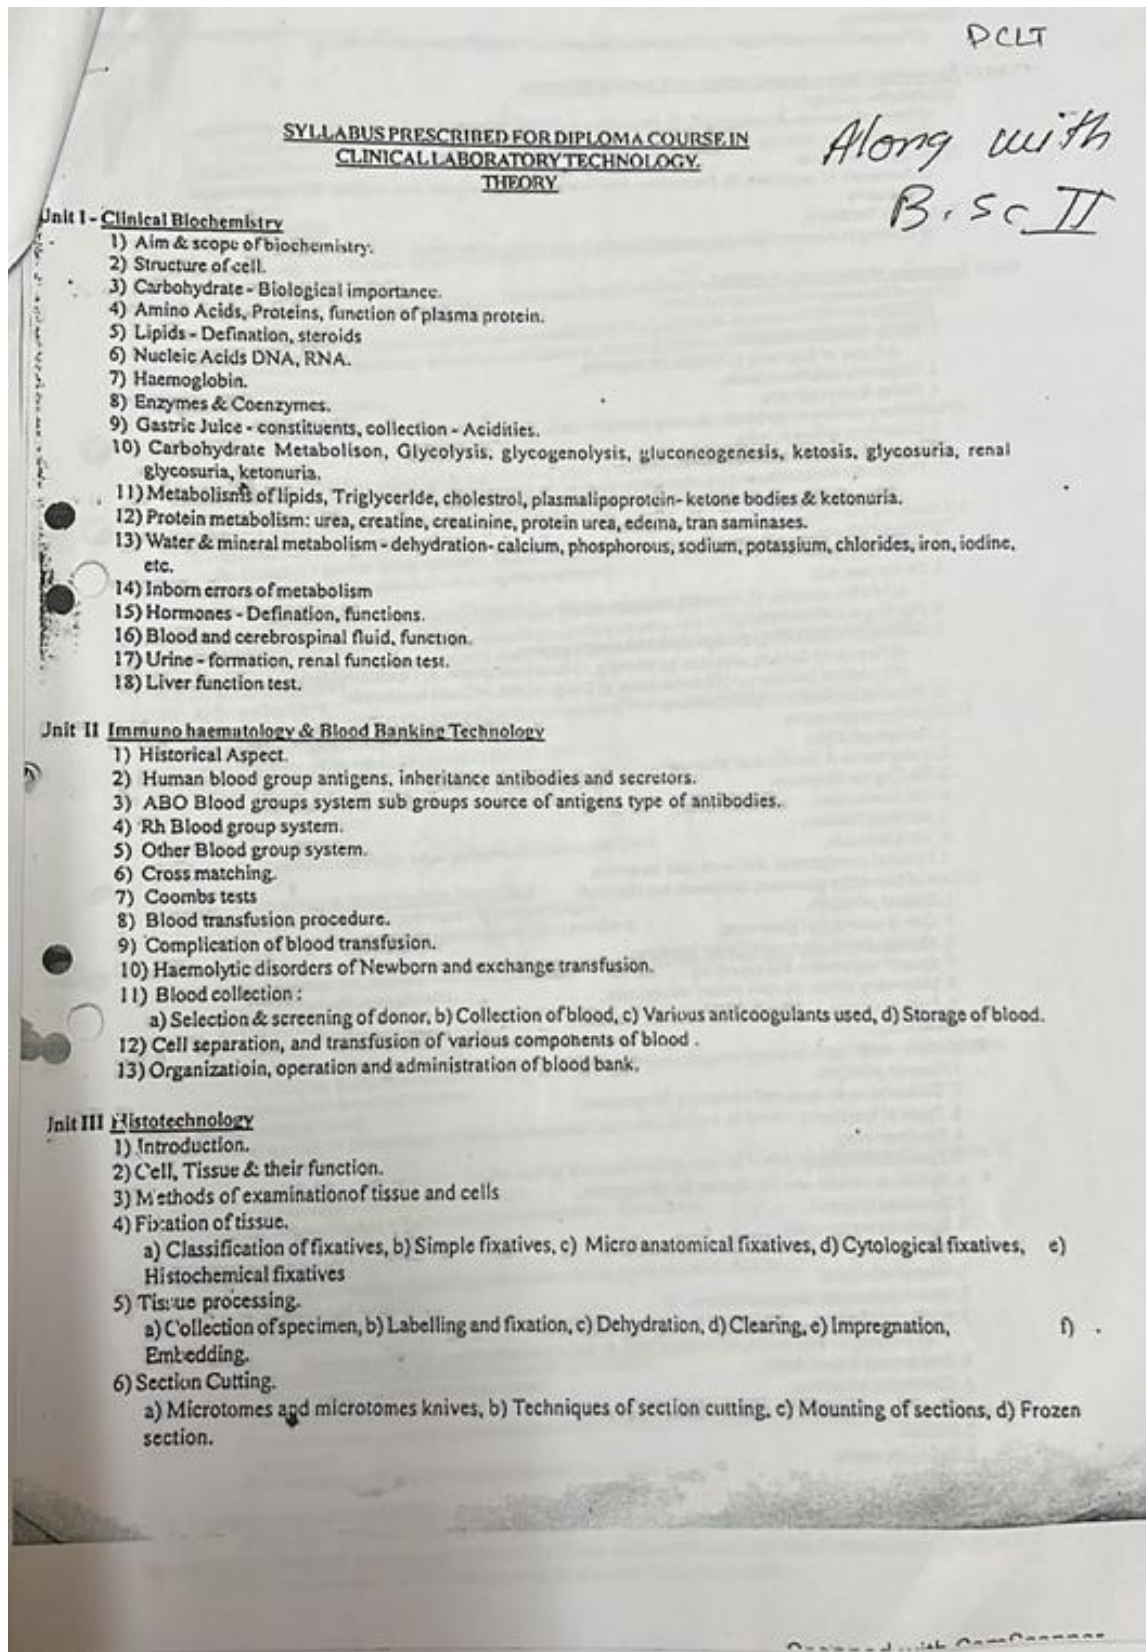 DCLT
Along with
B.Sc II
SYLLABUS PRESCRIBED FOR DIPLOMA COURSE IN
CLINICAL LABORATORY TECHNOLOGY.
THEORY
Unit I - Clinical Biochemistry
1) Aim & scope of biochemistry.
2) Structure of cell.
3) Carbohydrate - Biological importance.
4) Amino Acids, Proteins, function of plasma protein.
5) Lipids - Defination, steroids
6) Nucleic Acids DNA, RNA.
7) Haemoglobin.
8) Enzymes & Coenzymes.
9) Gastric Juice - constituents, collection - Acidities.
10) Carbohydrate Metabolison, Glycolysis, glycogenolysis, gluconeogenesis, ketosis, glycosuria, renal
glycosuria, ketonuria.
11) Metabolisms of lipids, Triglyceride, cholestrol, plasmalipoprotein- ketone bodies & ketonuria.
12) Protein metabolism: urea, creatine, creatinine, protein urea, edema, tran saminases.
13) Water & mineral metabolism - dehydration- calcium, phosphorous, sodium, potassium, chlorides, iron, iodine,
etc.
14) Inborn errors of metabolism
15) Hormones - Defination, functions.
16) Blood and cerebrospinal fluid, function.
17) Urine - formation, renal function test.
18) Liver function test.
Unit II Immuno haematology & Blood Banking Technology
1) Historical Aspect.
2) Human blood group antigens, inheritance antibodies and secretors.
3) ABO Blood groups system sub groups source of antigens type of antibodies.
4) Rh Blood group system.
5) Other Blood group system.
6) Cross matching.
7) Coombs tests
8) Blood transfusion procedure.
9) Complication of blood transfusion.
10) Haemolytic disorders of Newborn and exchange transfusion.
11) Blood collection :
a) Selection & screening of donor, b) Collection of blood, c) Various anticoogulants used, d) Storage of blood.
12) Cell separation, and transfusion of various components of blood .
13) Organizatioin, operation and administration of blood bank.
Unit III Histotechnology
1) Introduction.
2) Cell, Tissue & their function.
3) Methods of examinationof tissue and cells
4) Fixation of tissue.
a) Classification of fixatives, b) Simple fixatives, c) Micro anatomical fixatives, d) Cytological fixatives, e)
Histochemical fixatives
5) Tissue processing.
a) Collection of specimen, b) Labelling and fixation, c) Dehydration, d) Clearing, e) Impregnation, f)
Embedding.
6) Section Cutting.
a) Microtomes and microtomes knives, b) Techniques of section cutting, c) Mounting of sections, d) Frozen
section.